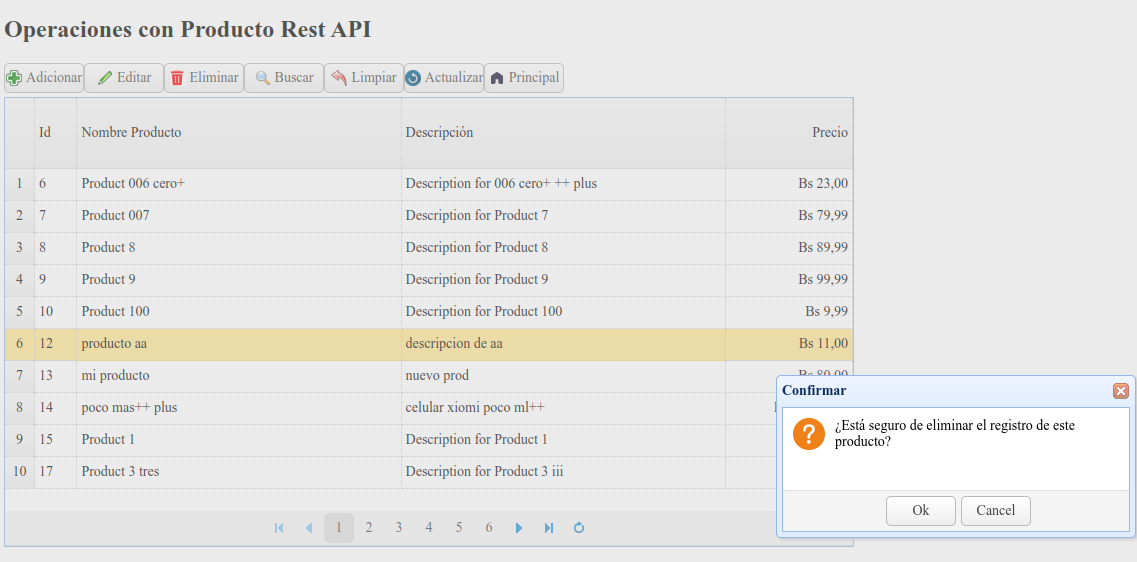 Operaciones con Producto Rest API
Adicionar Editar Eliminar Buscar Limpiar Actualizar Principal
Id Nombre Producto Descripción Precio
1 6 Product 006 cero+ Description for 006 cero+ ++ plus Bs 23,00
2 7 Product 007 Description for Product 7 Bs 79,99
3 8 Product 8 Description for Product 8 Bs 89,99
4 9 Product 9 Description for Product 9 Bs 99,99
5 10 Product 100 Description for Product 100 Bs 9,99
6 12 producto aa descripcion de aa Bs 11,00
7 13 mi producto nuevo prod Bs 80,00
8 14 poco mas++ plus celular xiomi poco ml++
9 15 Product 1 Description for Product 1
10 17 Product 3 tres Description for Product 3 iii
1 2 3 4 5 6
Confirmar
¿Está seguro de eliminar el registro de este
producto?
Ok Cancel